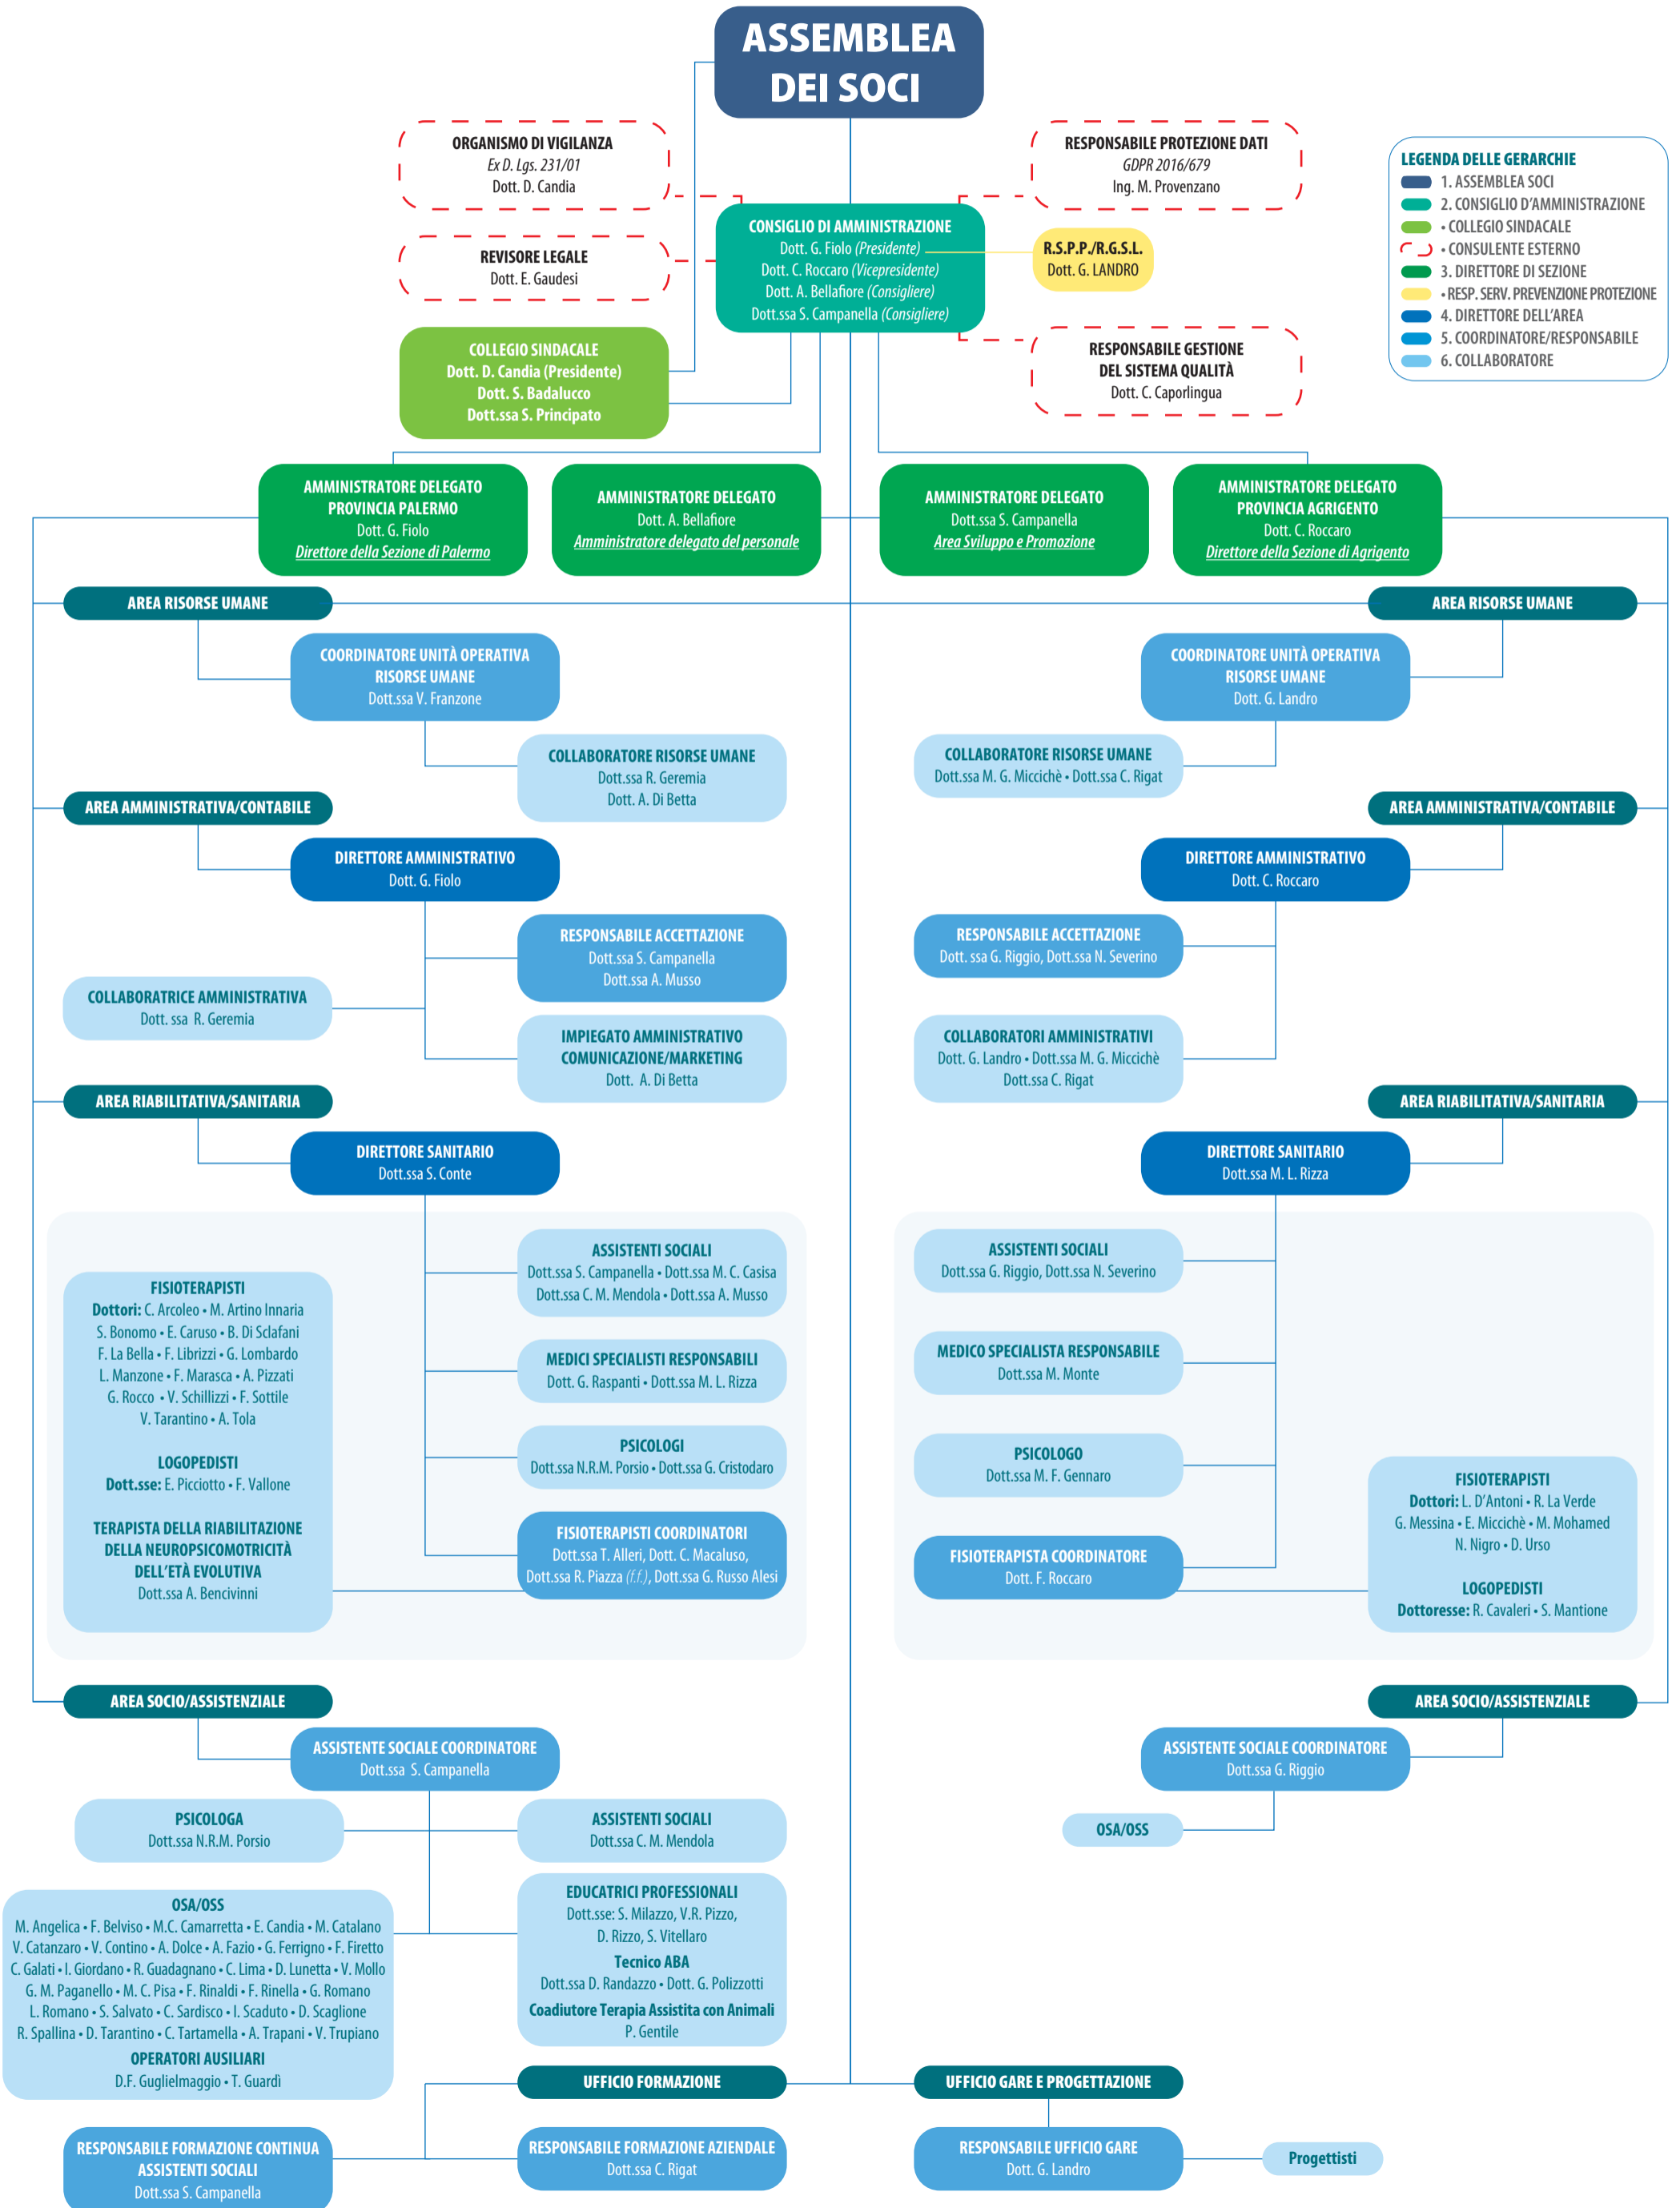 ASSEMBLEA
DEI SOCI
ORGANISMO DI VIGILANZA
Ex D. Lgs. 231/01
Dott. D. Candia
RESPONSABILE PROTEZIONE DATI
GDPR 2016/679
Ing. M. Provenzano
LEGENDA DELLE GERARCHIE
1. ASSEMBLEA SOCI
2. CONSIGLIO D'AMMINISTRAZIONE
• COLLEGIO SINDACALE
• CONSULENTE ESTERNO
3. DIRETTORE DI SEZIONE
• RESP. SERV. PREVENZIONE PROTEZIONE
4. DIRETTORE DELL'AREA
5. COORDINATORE/RESPONSABILE
6. COLLABORATORE
CONSIGLIO DI AMMINISTRAZIONE
Dott. G. Fiolo (Presidente)
Dott. C. Roccaro (Vicepresidente)
Dott. A. Bellafiore (Consigliere)
Dott.ssa S. Campanella (Consigliere)
REVISORE LEGALE
Dott. E. Gaudesi
R.S.P.P./R.G.S.L.
Dott. G. LANDRO
COLLEGIO SINDACALE
Dott. D. Candia (Presidente)
Dott. S. Badalucco
Dott.ssa S. Principato
RESPONSABILE GESTIONE
DEL SISTEMA QUALITÀ
Dott. C. Caporlingua
AMMINISTRATORE DELEGATO
PROVINCIA PALERMO
Dott. G. Fiolo
Direttore della Sezione di Palermo
AMMINISTRATORE DELEGATO
Dott. A. Bellafiore
Amministratore delegato del personale
AMMINISTRATORE DELEGATO
Dott.ssa S. Campanella
Area Sviluppo e Promozione
AMMINISTRATORE DELEGATO
PROVINCIA AGRIGENTO
Dott. C. Roccaro
Direttore della Sezione di Agrigento
AREA RISORSE UMANE
AREA RISORSE UMANE
COORDINATORE UNITÀ OPERATIVA
RISORSE UMANE
Dott.ssa V. Franzone
COORDINATORE UNITÀ OPERATIVA
RISORSE UMANE
Dott. G. Landro
COLLABORATORE RISORSE UMANE
Dott.ssa R. Geremia
Dott. A. Di Betta
COLLABORATORE RISORSE UMANE
Dott.ssa M. G. Miccichè • Dott.ssa C. Rigat
AREA AMMINISTRATIVA/CONTABILE
AREA AMMINISTRATIVA/CONTABILE
DIRETTORE AMMINISTRATIVO
Dott. G. Fiolo
DIRETTORE AMMINISTRATIVO
Dott. C. Roccaro
RESPONSABILE ACCETTAZIONE
Dott.ssa S. Campanella
Dott.ssa A. Musso
RESPONSABILE ACCETTAZIONE
Dott. ssa G. Riggio, Dott.ssa N. Severino
COLLABORATRICE AMMINISTRATIVA
Dott. ssa R. Geremia
IMPIEGATO AMMINISTRATIVO
COMUNICAZIONE/MARKETING
Dott. A. Di Betta
COLLABORATORI AMMINISTRATIVI
Dott. G. Landro • Dott.ssa M. G. Miccichè
Dott.ssa C. Rigat
AREA RIABILITATIVA/SANITARIA
AREA RIABILITATIVA/SANITARIA
DIRETTORE SANITARIO
Dott.ssa S. Conte
DIRETTORE SANITARIO
Dott.ssa M. L. Rizza
FISIOTERAPISTI
Dottori: C. Arcoleo • M. Artino Innaria
S. Bonomo • E. Caruso • B. Di Sclafani
F. La Bella • F. Librizzi • G. Lombardo
L. Manzone • F. Marasca • A. Pizzati
G. Rocco • V. Schillizzi • F. Sottile
V. Tarantino • A. Tola
LOGOPEDISTI
Dott.sse: E. Picciotto • F. Vallone
TERAPISTA DELLA RIABILITAZIONE
DELLA NEUROPSICOMOTRICITÀ
DELL'ETÀ EVOLUTIVA
Dott.ssa A. Bencivinni
ASSISTENTI SOCIALI
Dott.ssa S. Campanella • Dott.ssa M. C. Casisa
Dott.ssa C. M. Mendola • Dott.ssa A. Musso
MEDICI SPECIALISTI RESPONSABILI
Dott. G. Raspanti • Dott.ssa M. L. Rizza
PSICOLOGI
Dott.ssa N.R.M. Porsio • Dott.ssa G. Cristodaro
FISIOTERAPISTI COORDINATORI
Dott.ssa T. Alleri, Dott. C. Macaluso,
Dott.ssa R. Piazza (f.f.), Dott.ssa G. Russo Alesi
ASSISTENTI SOCIALI
Dott.ssa G. Riggio, Dott.ssa N. Severino
MEDICO SPECIALISTA RESPONSABILE
Dott.ssa M. Monte
PSICOLOGO
Dott.ssa M. F. Gennaro
FISIOTERAPISTA COORDINATORE
Dott. F. Roccaro
FISIOTERAPISTI
Dottori: L. D'Antoni • R. La Verde
G. Messina • E. Miccichè • M. Mohamed
N. Nigro • D. Urso
LOGOPEDISTI
Dottoresse: R. Cavaleri • S. Mantione
AREA SOCIO/ASSISTENZIALE
AREA SOCIO/ASSISTENZIALE
ASSISTENTE SOCIALE COORDINATORE
Dott.ssa S. Campanella
ASSISTENTE SOCIALE COORDINATORE
Dott.ssa G. Riggio
PSICOLOGA
Dott.ssa N.R.M. Porsio
ASSISTENTI SOCIALI
Dott.ssa C. M. Mendola
OSA/OSS
OSA/OSS
M. Angelica • F. Belviso • M.C. Camarretta • E. Candia • M. Catalano
V. Catanzaro • V. Contino • A. Dolce • A. Fazio • G. Ferrigno • F. Firetto
C. Galati • I. Giordano • R. Guadagnano • C. Lima • D. Lunetta • V. Mollo
G. M. Paganello • M. C. Pisa • F. Rinaldi • F. Rinella • G. Romano
L. Romano • S. Salvato • C. Sardisco • I. Scaduto • D. Scaglione
R. Spallina • D. Tarantino • C. Tartamella • A. Trapani • V. Trupiano
OPERATORI AUSILIARI
D.F. Guglielmaggio • T. Guardì
EDUCATRICI PROFESSIONALI
Dott.sse: S. Milazzo, V.R. Pizzo,
D. Rizzo, S. Vitellaro
Tecnico ABA
Dott.ssa D. Randazzo • Dott. G. Polizzotti
Coadiutore Terapia Assistita con Animali
P. Gentile
UFFICIO FORMAZIONE
UFFICIO GARE E PROGETTAZIONE
RESPONSABILE FORMAZIONE CONTINUA
ASSISTENTI SOCIALI
Dott.ssa S. Campanella
RESPONSABILE FORMAZIONE AZIENDALE
Dott.ssa C. Rigat
RESPONSABILE UFFICIO GARE
Dott. G. Landro
Progettisti